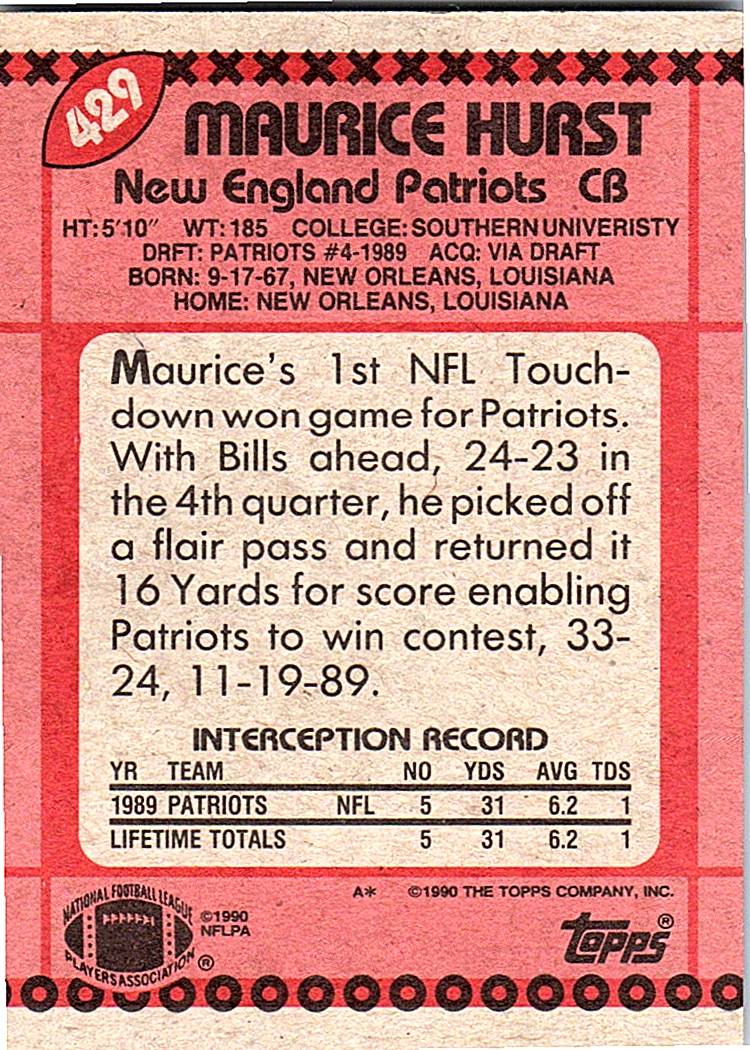 429
MAURICE HURST
New England Patriots CB
HT: 5'10" WT: 185 COLLEGE: SOUTHERN UNIVERISTY
DRFT: PATRIOTS #4-1989 ACQ: VIA DRAFT
BORN: 9-17-67, NEW ORLEANS, LOUISIANA
HOME: NEW ORLEANS, LOUISIANA
Maurice's 1st NFL Touch-
down won game for Patriots.
With Bills ahead, 24-23 in
the 4th quarter, he picked off
a flair pass and returned it
16 Yards for score enabling
Patriots to win contest, 33-
24, 11-19-89.
INTERCEPTION RECORD
YR TEAM NO YDS AVG TDS
1989 PATRIOTS NFL 5 31 6.2 1
LIFETIME TOTALS 5 31 6.2 1
A* ©1990 THE TOPPS COMPANY, INC.
NATIONAL FOOTBALL LEAGUE
PLAYERS ASSOCIATION ®
©1990
NFLPA
topps®